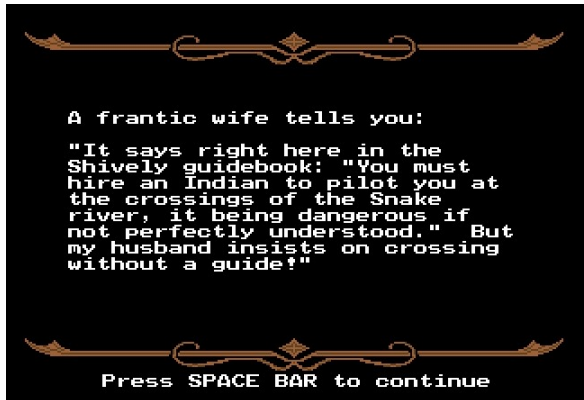 A frantic wife tells you:
"It says right here in the
Shively guidebook: "You must
hire an Indian to pilot you at
the crossings of the Snake
river, it being dangerous if
not perfectly understood."  But
my husband insists on crossing
without a guide!"
Press SPACE BAR to continue